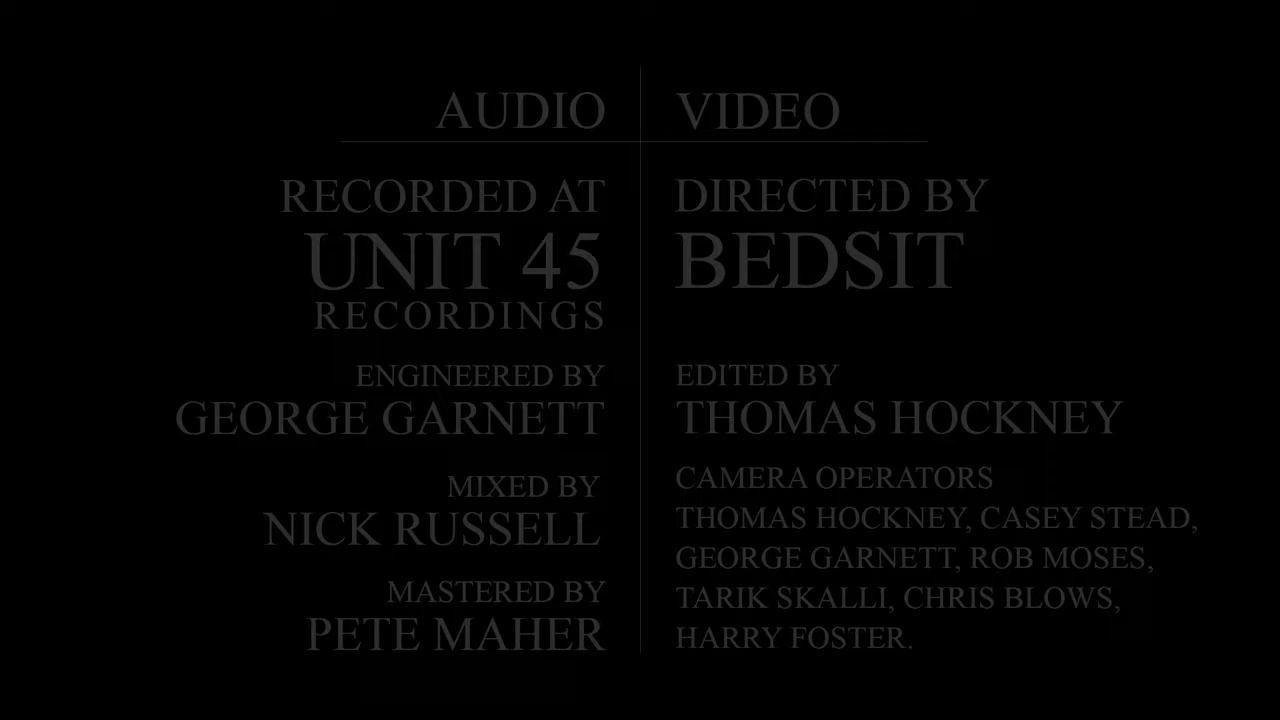 AUDIO
RECORDED AT
UNIT 45
RECORDINGS
ENGINEERED BY
GEORGE GARNETT
MIXED BY
NICK RUSSELL
MASTERED BY
PETE MAHER
VIDEO
DIRECTED BY
BEDSIT
EDITED BY
THOMAS HOCKNEY
CAMERA OPERATORS
THOMAS HOCKNEY, CASEY STEAD,
GEORGE GARNETT, ROB MOSES,
TARIK SKALLI, CHRIS BLOWS,
HARRY FOSTER.